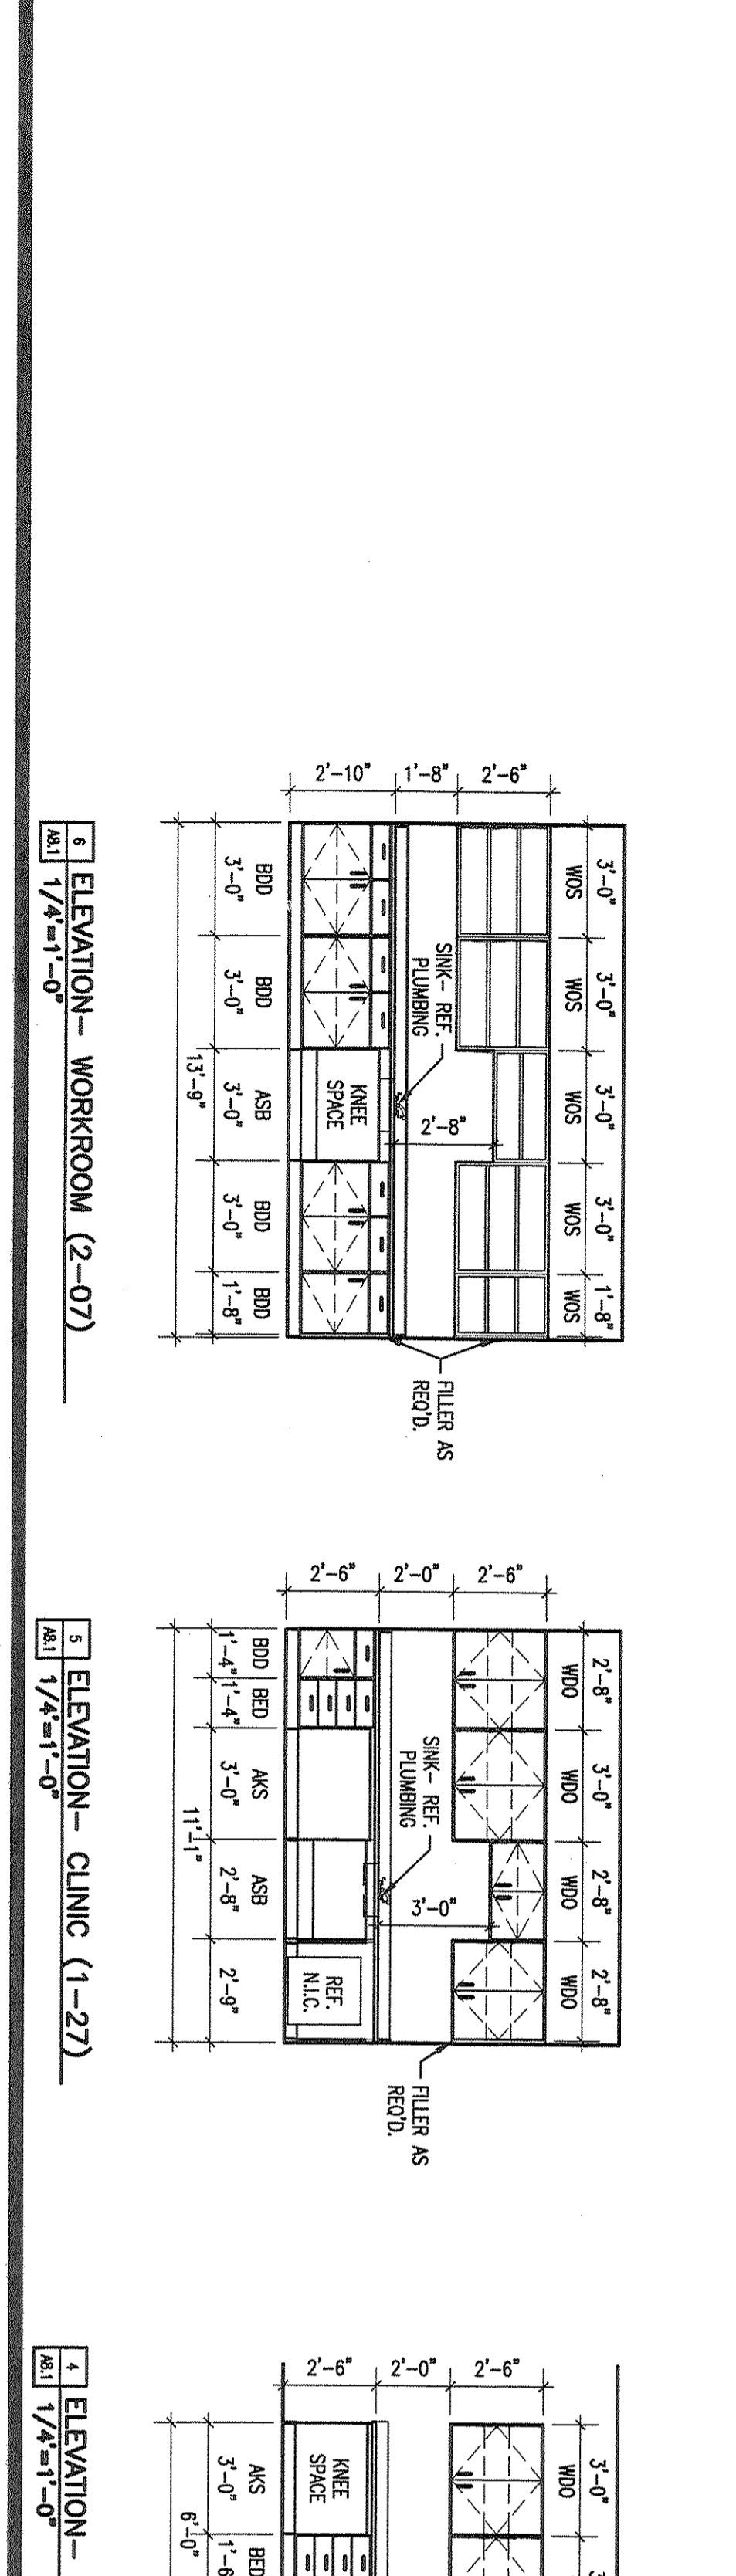 3'-0" 3'-0" 3'-0" 3'-0" 1'-8"
WOS WOS WOS WOS WOS
2'-6"
1'-8"
2'-10"
SINK- REF.
PLUMBING
2'-8"
KNEE
SPACE
FILLER AS
REQ'D.
BDD BDD ASB BDD BDD
3'-0" 3'-0" 3'-0" 3'-0" 1'-8"
13'-9"
6 ELEVATION- WORKROOM (2-07)
A8.1 1/4'=1'-0"
2'-8" 3'-0" 2'-8" 2'-8"
WDO WDO WDO WDO
2'-6"
2'-0"
2'-6"
SINK- REF.
PLUMBING
3'-0"
REF.
N.I.C.
FILLER AS
REQ'D.
BDD BED AKS ASB
1'-4" 1'-4" 3'-0" 2'-8" 2'-9"
11'-1"
5 ELEVATION- CLINIC (1-27)
A8.1 1/4'=1'-0"
3'-0"
WDO
2'-6"
2'-0"
2'-6"
KNEE
SPACE
AKS BED
3'-0" 1'-6
6'-0"
4 ELEVATION-
A8.1 1/4'=1'-0"